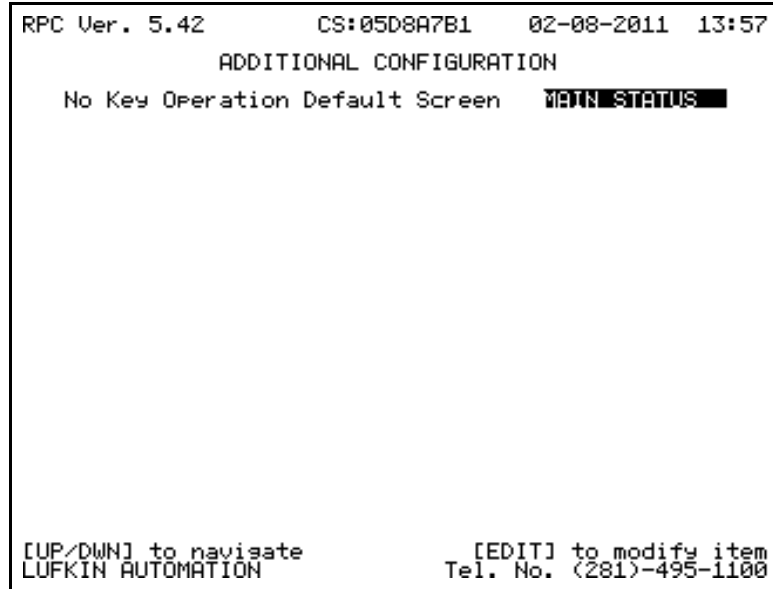 RPC Ver. 5.42 CS:05D8A7B1 02-08-2011 13:57
ADDITIONAL CONFIGURATION
No Key Operation Default Screen MAIN STATUS
[UP/DWN] to navigate [EDIT] to modify item
LUFKIN AUTOMATION Tel. No. (281)-495-1100